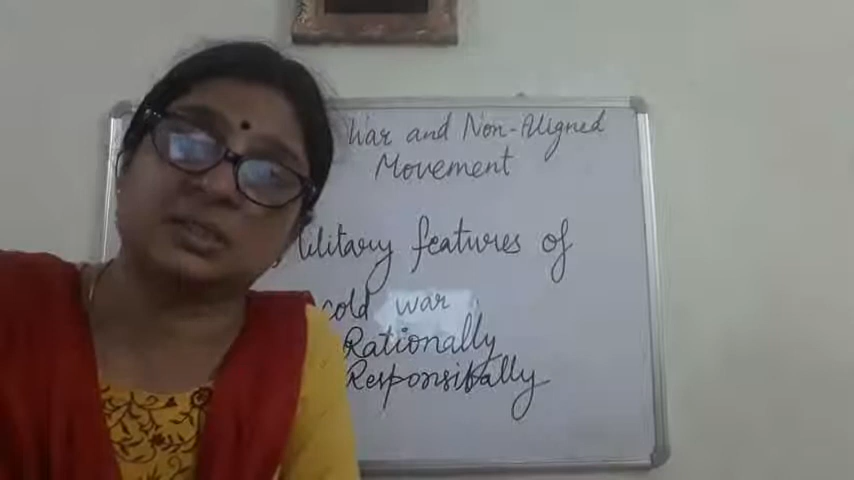 War and Non-Aligned
Movement
Military features of
cold war
Rationally
Responsibally